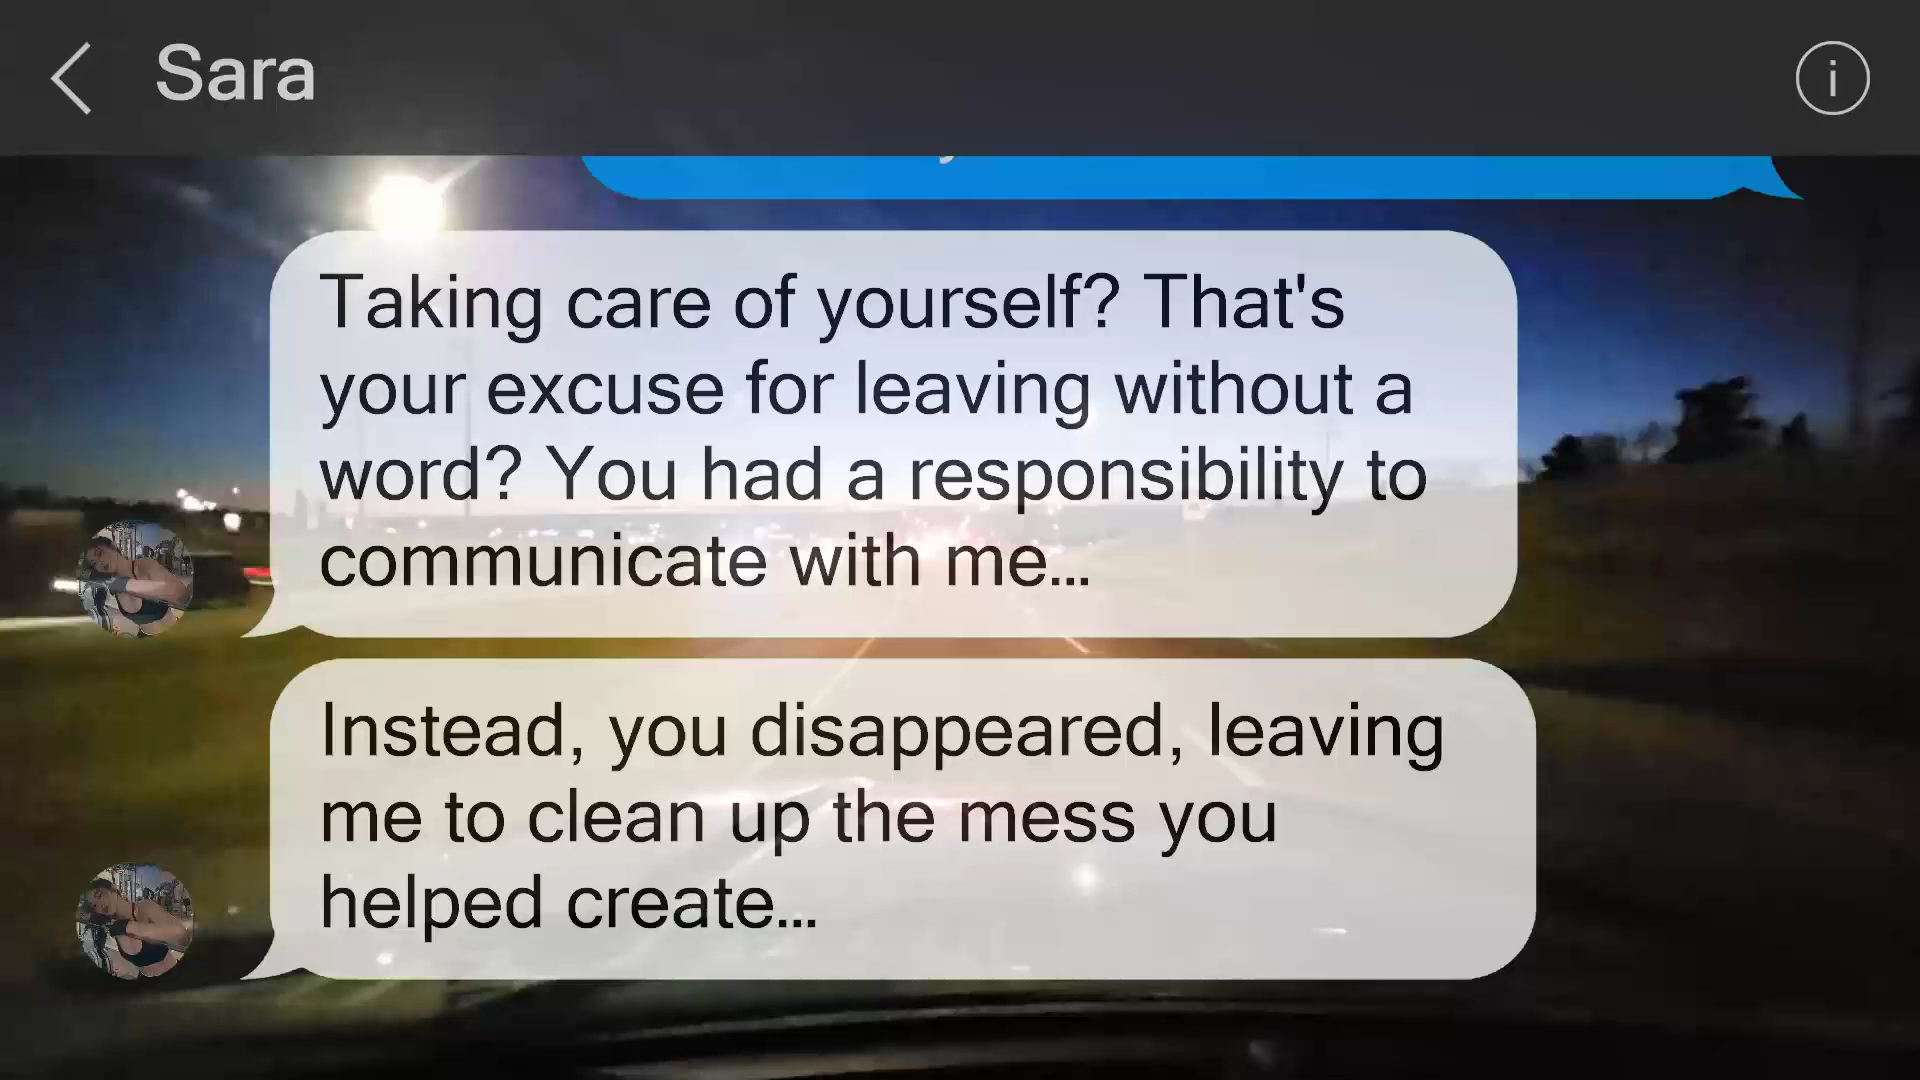 Sara
Taking care of yourself? That's
your excuse for leaving without a
word? You had a responsibility to
communicate with me...
Instead, you disappeared, leaving
me to clean up the mess you
helped create...